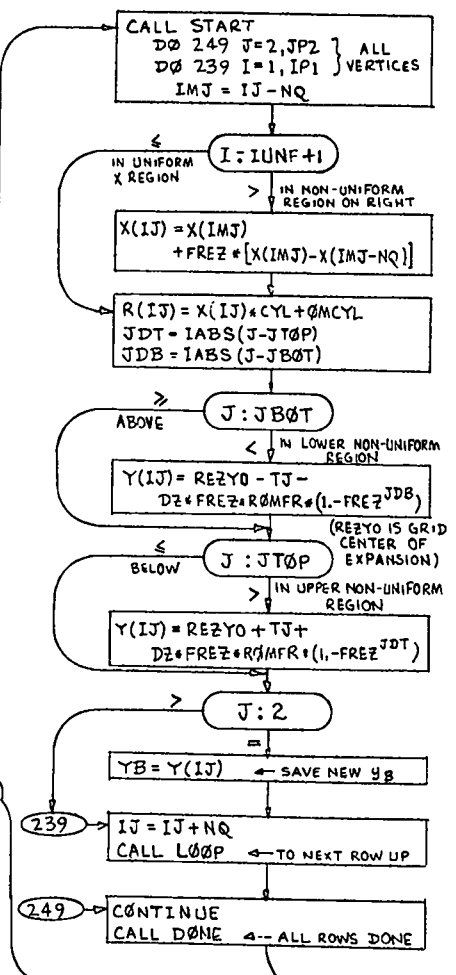 CALL START
DØ 249 J=2,JP2 } ALL
DØ 239 I=1,IP1 } VERTICES
IMJ = IJ-NQ
I : IUNF+1
≤
IN UNIFORM
X REGION
> IN NON-UNIFORM
REGION ON RIGHT
X(IJ) = X(IMJ)
+FREZ*[X(IMJ)-X(IMJ-NQ)]
R(IJ) = X(IJ)*CYL+ØMCYL
JDT = IABS(J-JTØP)
JDB = IABS(J-JBØT)
J : JBØT
≥
ABOVE
< IN LOWER NON-UNIFORM
REGION
Y(IJ) = REZYO - TJ -
DZ*FREZ*RØMFR*(1.-FREZ^JDB)
(REZYO IS GRID
CENTER OF
EXPANSION)
J : JTØP
≤
BELOW
> IN UPPER NON-UNIFORM
REGION
Y(IJ) = REZYO + TJ +
DZ*FREZ*RØMFR*(1.-FREZ^JDT)
J : 2
>
=
YB = Y(IJ) ← SAVE NEW yB
239
IJ = IJ+NQ
CALL LØØP ← TO NEXT ROW UP
249
CØNTINUE
CALL DØNE ←-- ALL ROWS DONE